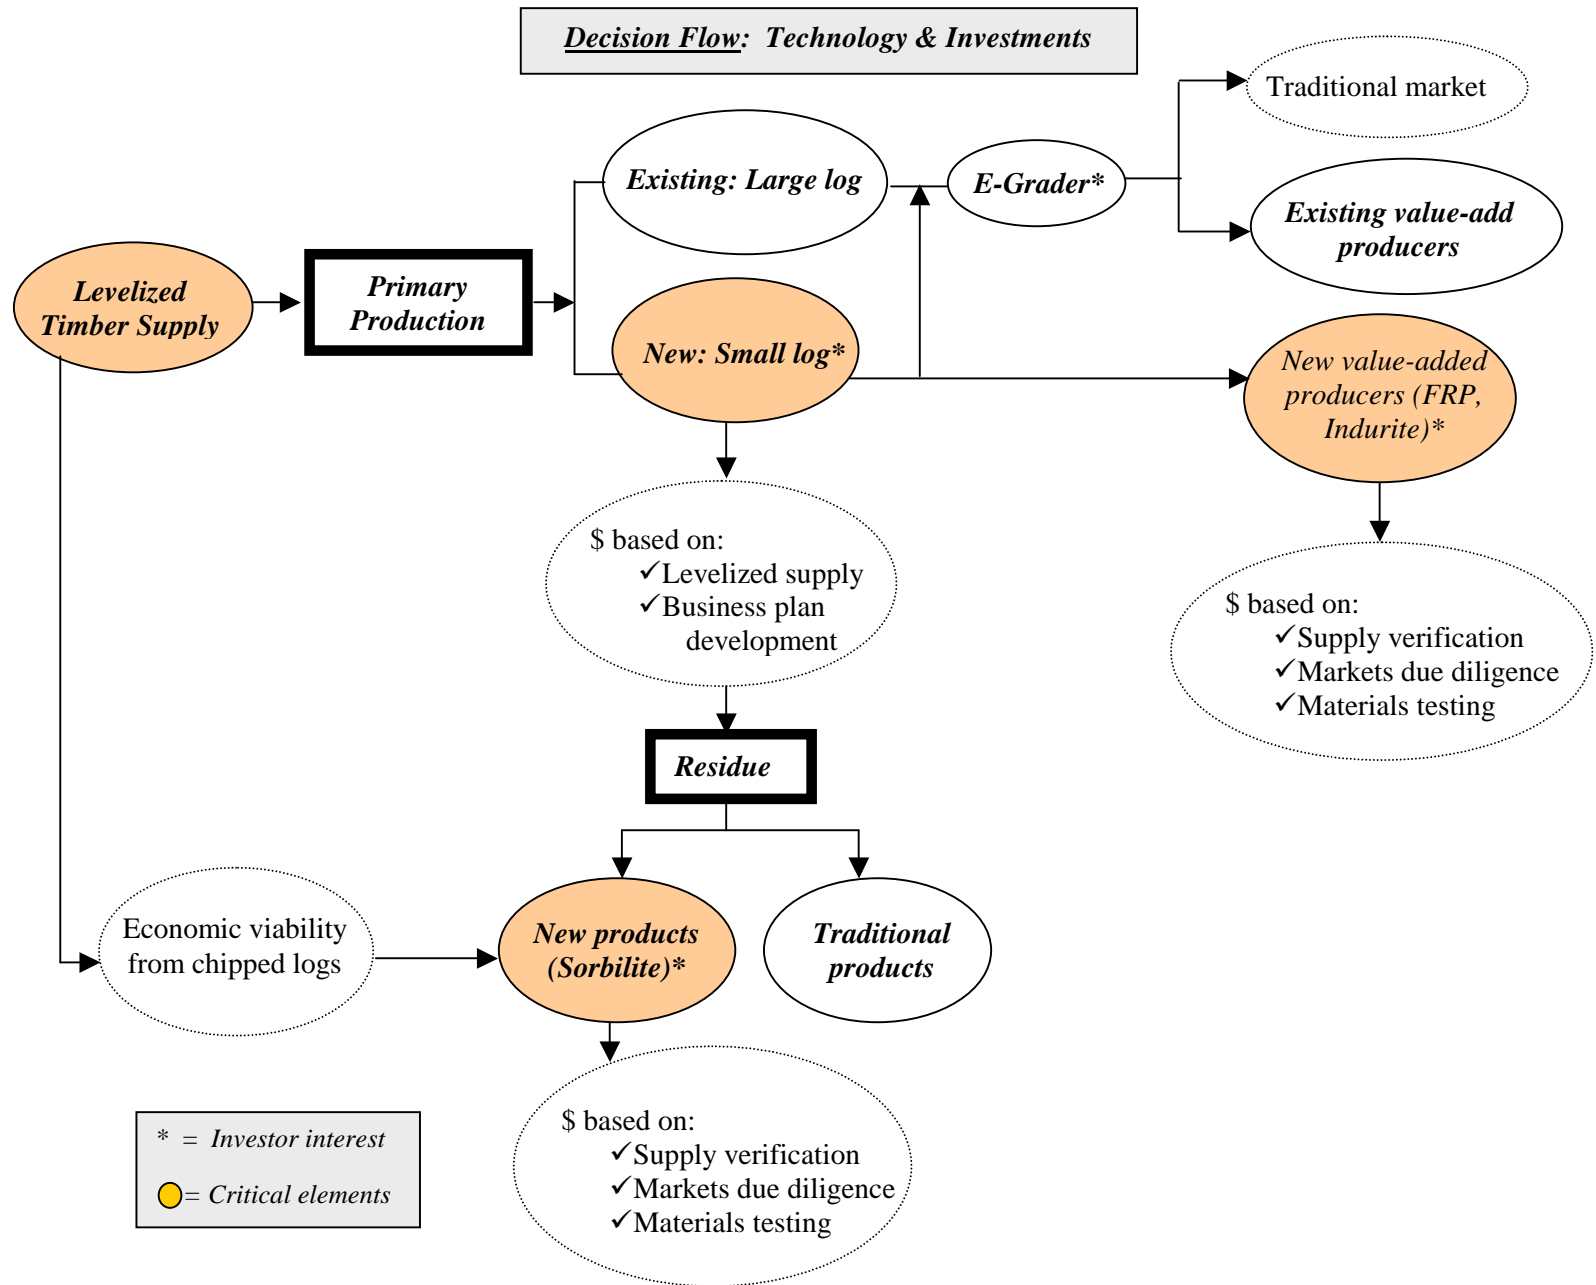 Decision Flow: Technology & Investments
Traditional market
Existing: Large log
E-Grader*
Existing value-add
producers
Levelized
Timber Supply
Primary
Production
New: Small log*
New value-added
producers (FRP,
Indurite)*
$ based on:
✓Levelized supply
✓Business plan
development
$ based on:
✓Supply verification
✓Markets due diligence
✓Materials testing
Residue
Economic viability
from chipped logs
New products
(Sorbilite)*
Traditional
products
$ based on:
✓Supply verification
✓Markets due diligence
✓Materials testing
* = Investor interest
= Critical elements